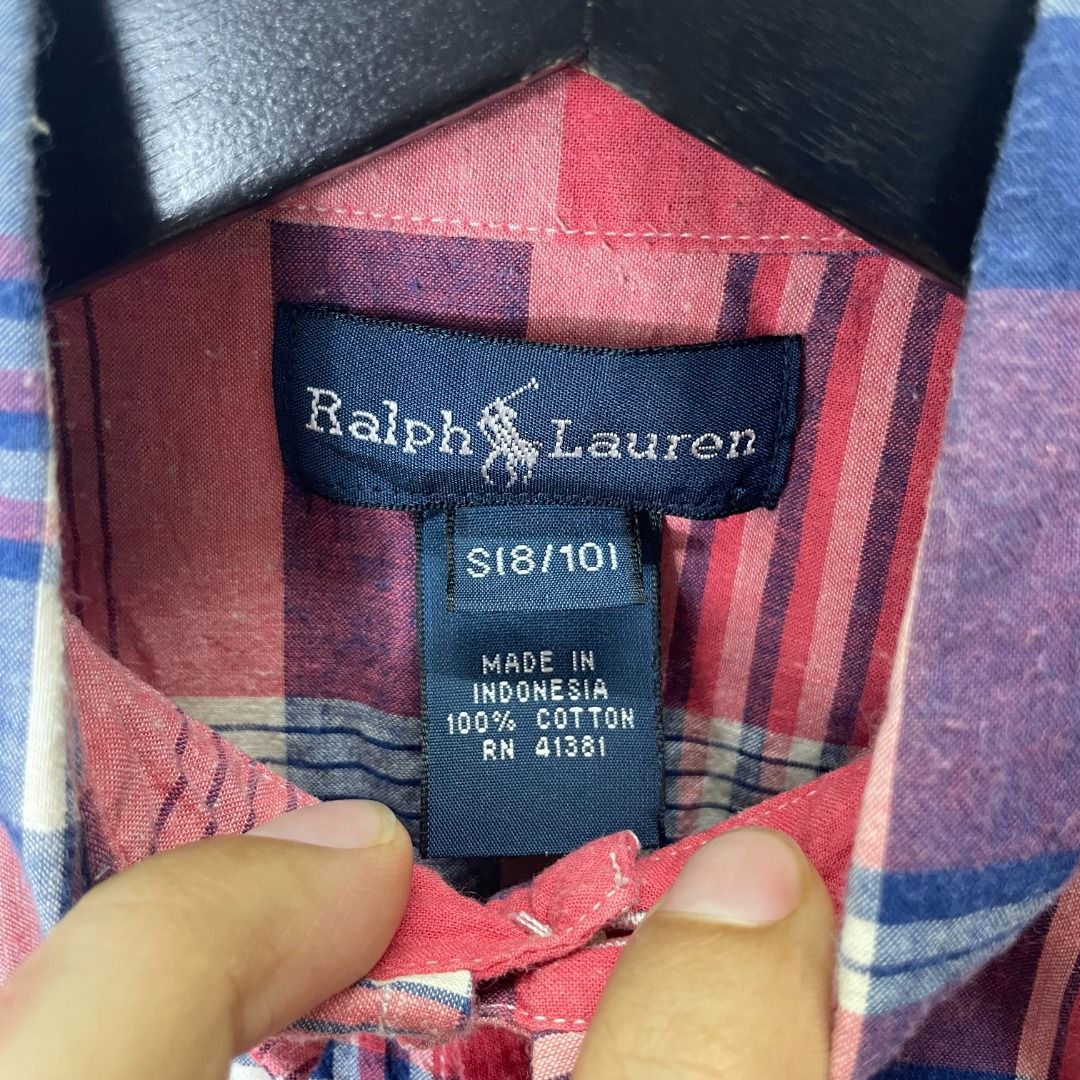 Ralph Lauren
S(8/10)
MADE IN
INDONESIA
100% COTTON
RN 41381